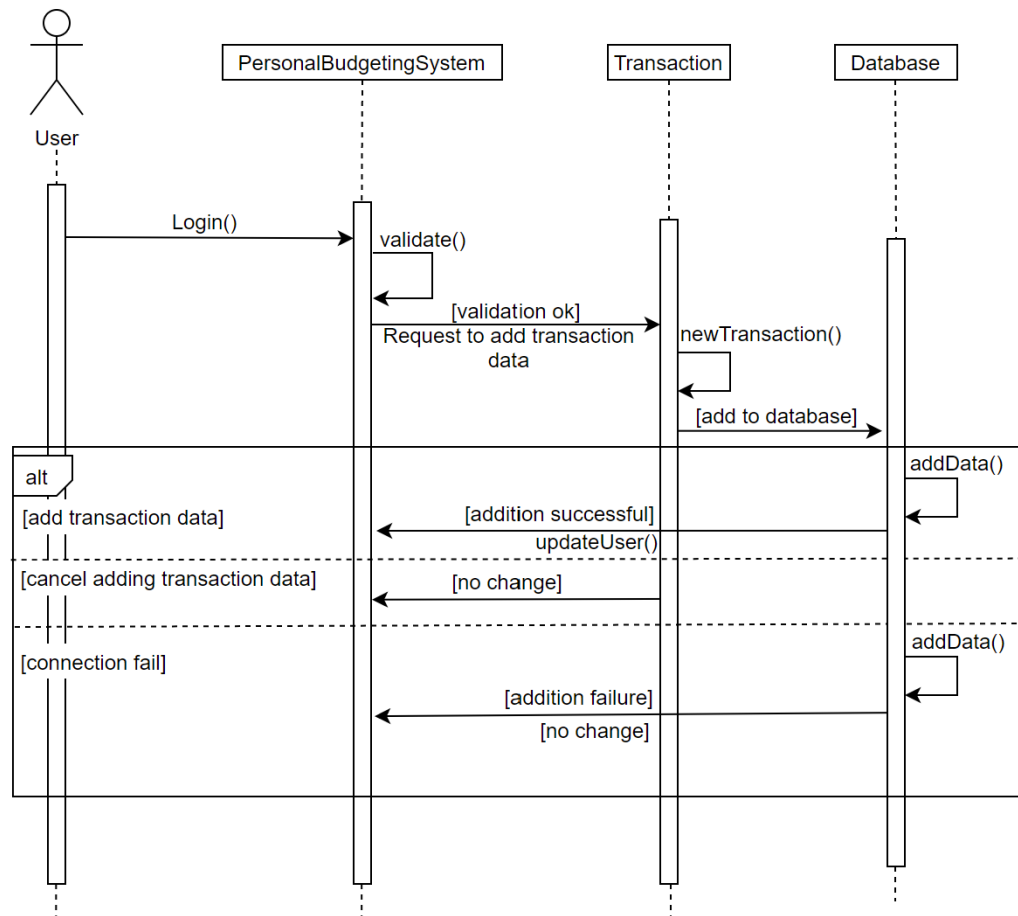 PersonalBudgetingSystem
Transaction
Database
User
Login()
validate()
[validation ok]
Request to add transaction
data
newTransaction()
[add to database]
alt
addData()
[add transaction data]
[addition successful]
updateUser()
[cancel adding transaction data]
[no change]
addData()
[connection fail]
[addition failure]
[no change]